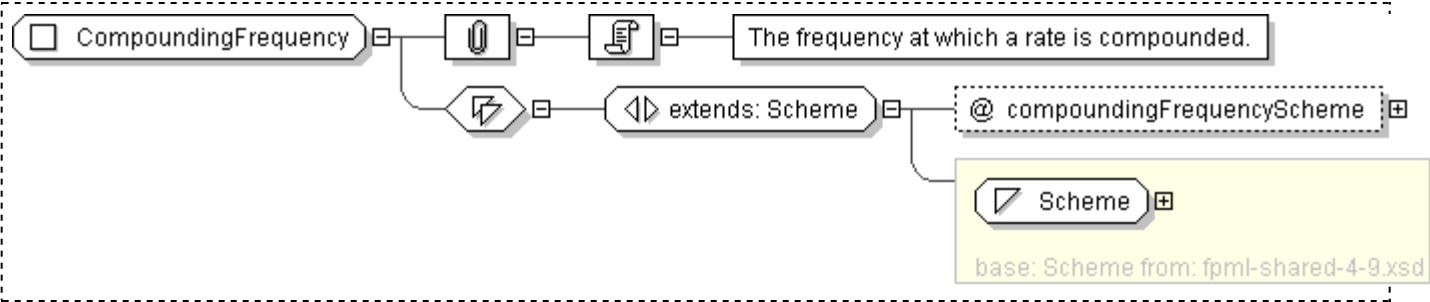 CompoundingFrequency
The frequency at which a rate is compounded.
extends: Scheme
@ compoundingFrequencyScheme
Scheme
base: Scheme from: fpml-shared-4-9.xsd